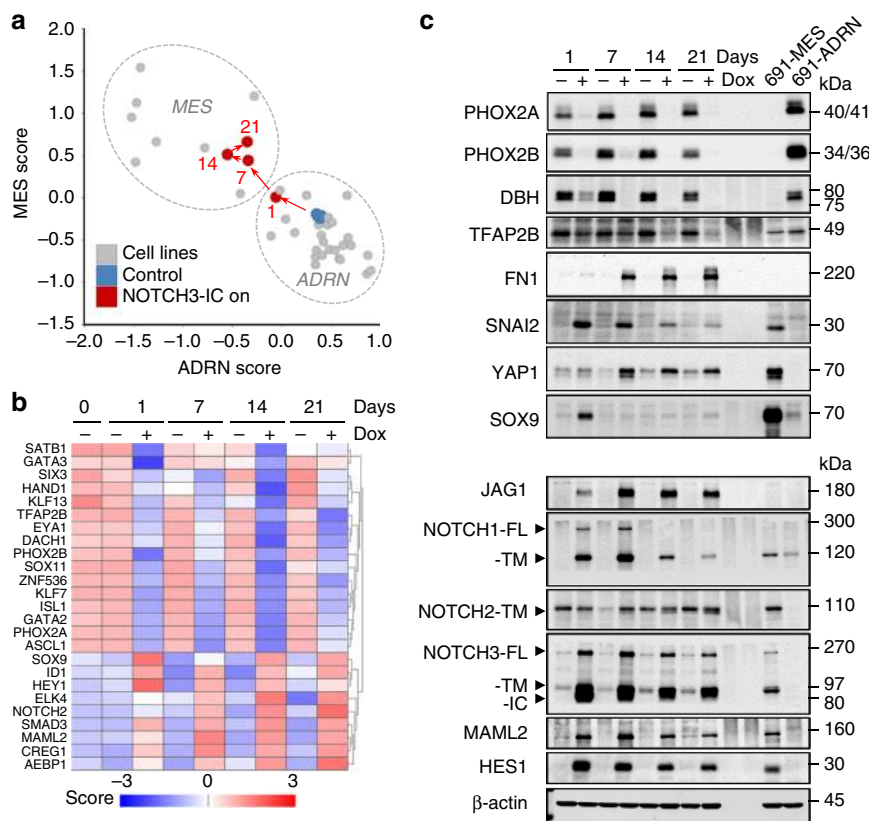 a
MES score
2.0
1.5
1.0
0.5
0.0
−0.5
−1.0
−1.5
−2.0 −1.5 −1.0 −0.5 0.0 0.5 1.0
ADRN score
MES
21
14
7
1
ADRN
Cell lines
Control
NOTCH3-IC on
b
0 1 7 14 21 Days
− − + − + − + − + Dox
SATB1
GATA3
SIX3
HAND1
KLF13
TFAP2B
EYA1
DACH1
PHOX2B
SOX11
ZNF536
KLF7
ISL1
GATA2
PHOX2A
ASCL1
SOX9
ID1
HEY1
ELK4
NOTCH2
SMAD3
MAML2
CREG1
AEBP1
−3 0 3
Score
c
1 7 14 21 Days 691-MES 691-ADRN
− + − + − + − + Dox kDa
PHOX2A 40/41
PHOX2B 34/36
DBH 80
75
TFAP2B 49
FN1 220
SNAI2 30
YAP1 70
SOX9 70
kDa
JAG1 180
NOTCH1-FL 300
-TM 120
NOTCH2-TM 110
NOTCH3-FL 270
-TM 97
-IC 80
MAML2 160
HES1 30
β-actin 45